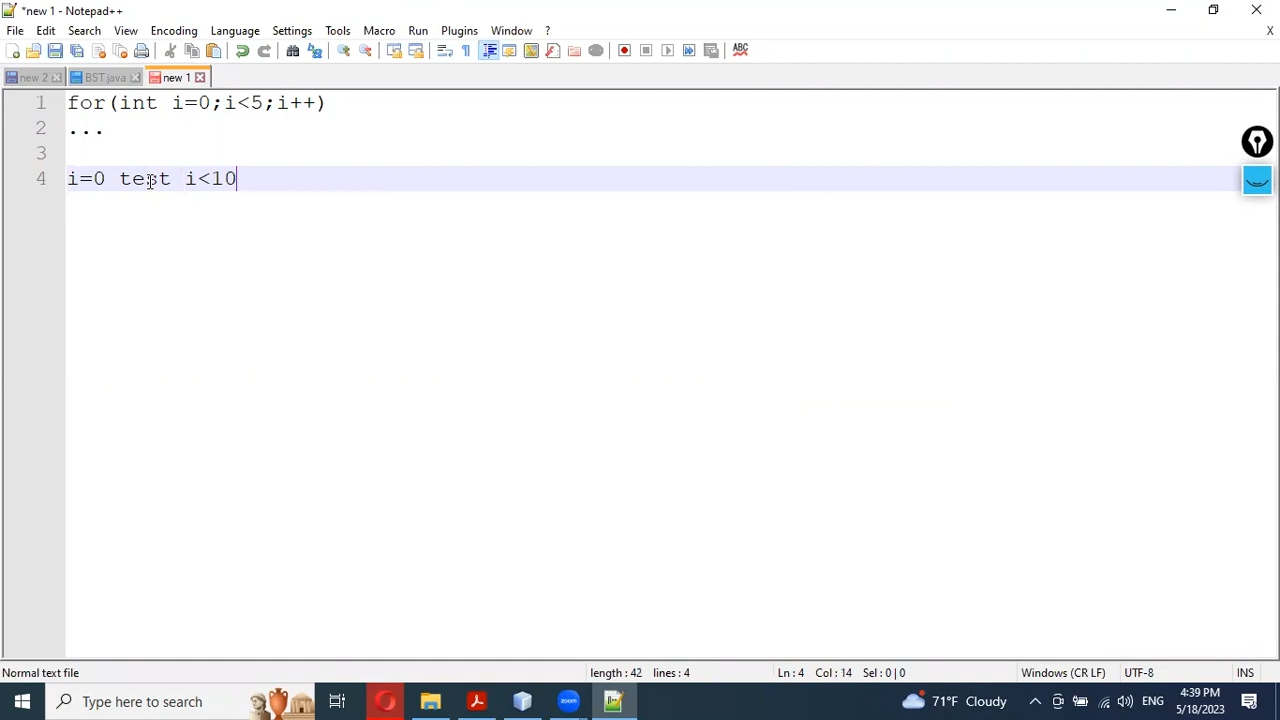 *new 1 - Notepad++
File Edit Search View Encoding Language Settings Tools Macro Run Plugins Window ? X
ABC
new 2 BST.java new 1
1 for(int i=0;i<5;i++)
2 ...
3
4 i=0 test i<10
Normal text file length : 42 lines : 4 Ln : 4 Col : 14 Sel : 0 | 0 Windows (CR LF) UTF-8 INS
Type here to search zoom 71°F Cloudy ENG 4:39 PM
5/18/2023